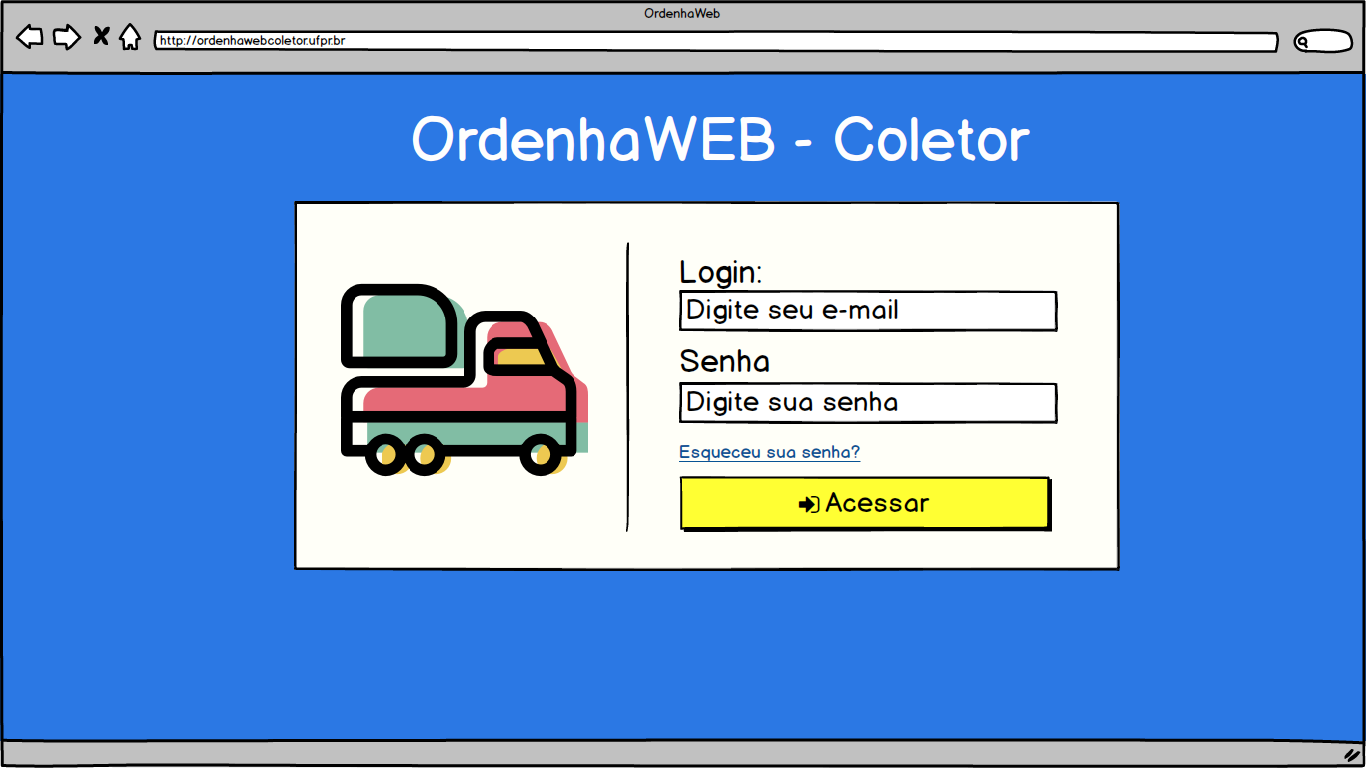 OrdenhaWeb
http://ordenhawebcoletor.ufpr.br
OrdenhaWEB - Coletor
Login:
Digite seu e-mail
Senha
Digite sua senha
Esqueceu sua senha?
Acessar